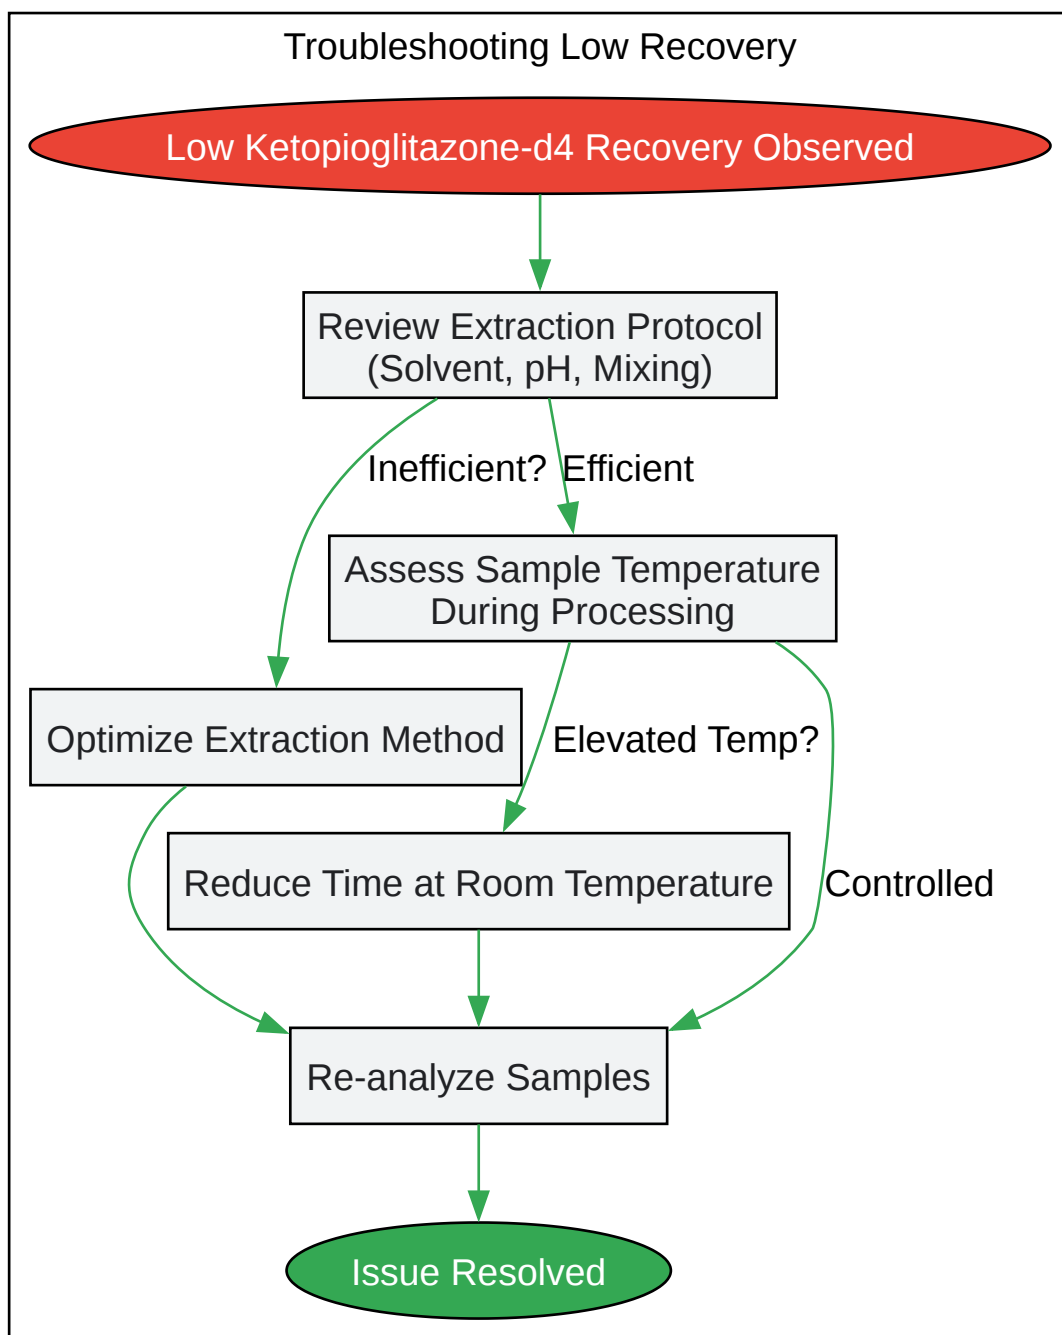 Troubleshooting Low Recovery
Low Ketopioglitazone-d4 Recovery Observed
Review Extraction Protocol
(Solvent, pH, Mixing)
Inefficient?
Efficient
Assess Sample Temperature
During Processing
Optimize Extraction Method
Elevated Temp?
Reduce Time at Room Temperature
Controlled
Re-analyze Samples
Issue Resolved